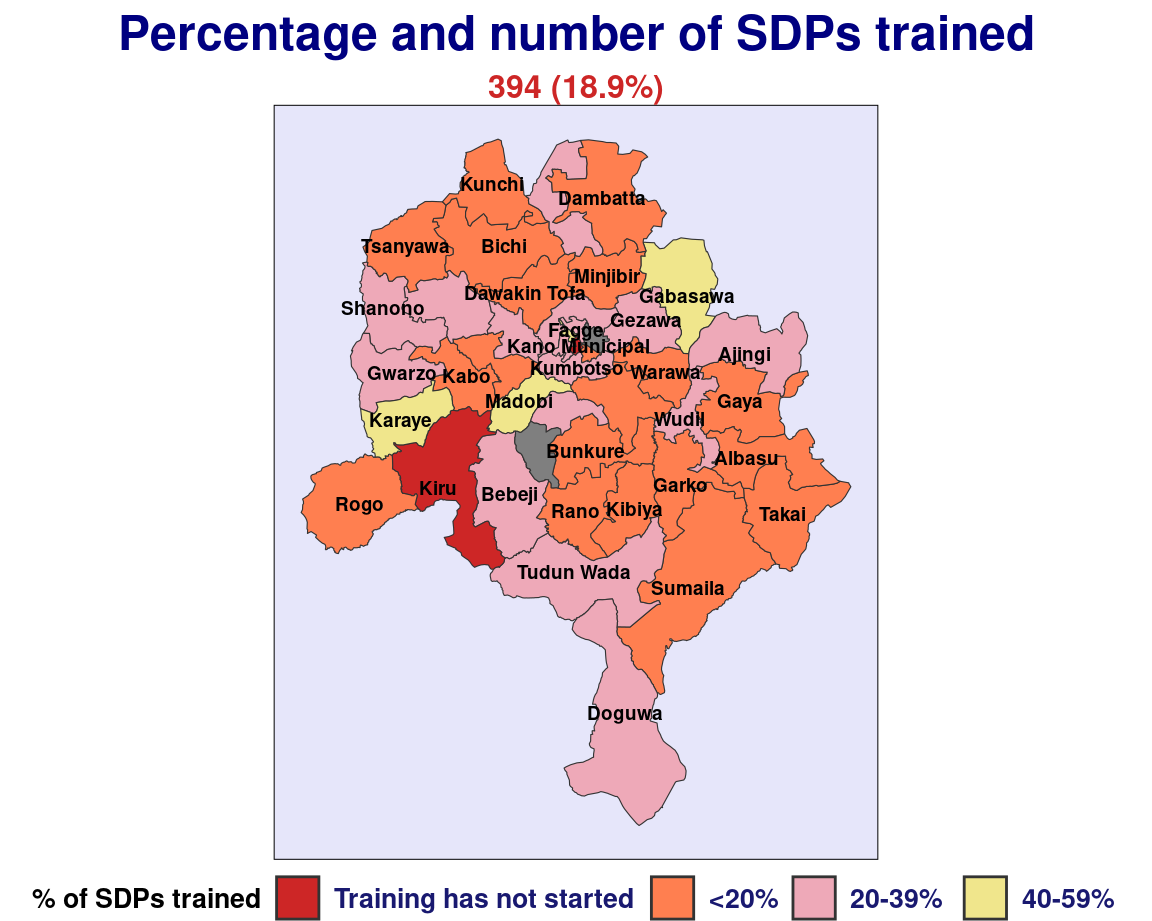 Percentage and number of SDPs trained
394 (18.9%)
Kunchi
Dambatta
Tsanyawa
Bichi
Minjibir
Dawakin Tofa
Gabasawa
Shanono
Gezawa
Fagge
Kano Municipal
Ajingi
Kumbotso
Gwarzo
Kabo
Warawa
Madobi
Gaya
Karaye
Wudil
Bunkure
Albasu
Kiru
Bebeji
Garko
Rogo
Rano
Kibiya
Takai
Tudun Wada
Sumaila
Doguwa
% of SDPs trained
Training has not started
<20%
20-39%
40-59%